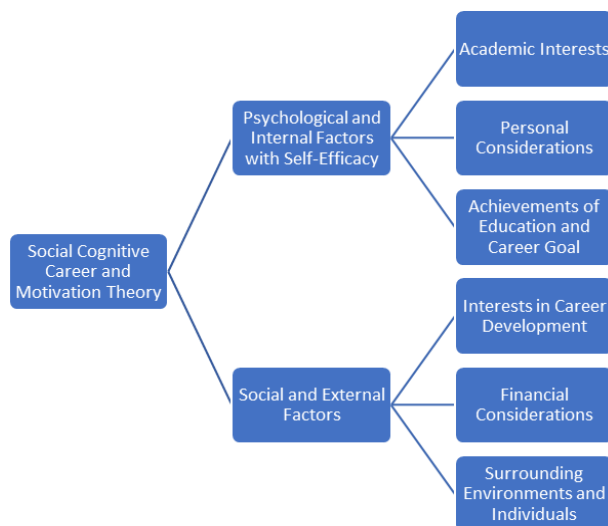 Social Cognitive
Career and
Motivation Theory
Psychological and
Internal Factors
with Self-Efficacy
Academic Interests
Personal
Considerations
Achievements of
Education and
Career Goal
Social and External
Factors
Interests in Career
Development
Financial
Considerations
Surrounding
Environments and
Individuals